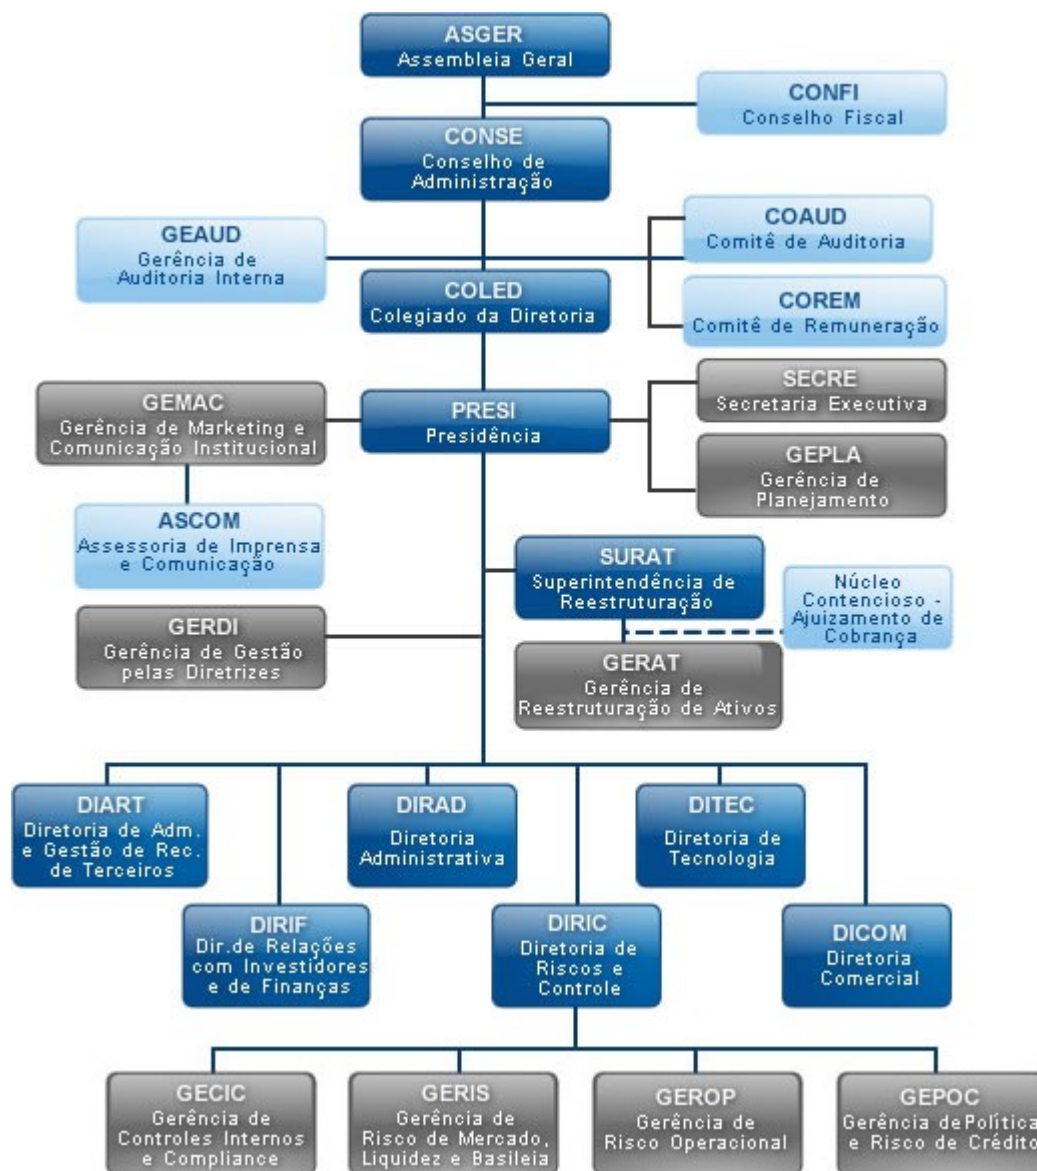 ASGER
Assembleia Geral
CONFI
Conselho Fiscal
CONSE
Conselho de
Administração
GEAUD
Gerência de
Auditoria Interna
COAUD
Comitê de Auditoria
COLED
Colegiado da Diretoria
COREM
Comitê de Remuneração
GEMAC
Gerência de Marketing e
Comunicação Institucional
PRESI
Presidência
SECRE
Secretaria Executiva
GEPLA
Gerência de
Planejamento
ASCOM
Assessoria de Imprensa
e Comunicação
SURAT
Superintendência de
Reestruturação
Núcleo
Contencioso -
Ajuizamento de
Cobrança
GERDI
Gerência de Gestão
pelas Diretrizes
GERAT
Gerência de
Reestruturação de Ativos
DIART
Diretoria de Adm.
e Gestão de Rec.
de Terceiros
DIRAD
Diretoria
Administrativa
DITEC
Diretoria de
Tecnologia
DIRIF
Dir.de Relações
com Investidores
e de Finanças
DIRIC
Diretoria de
Riscos e
Controle
DICOM
Diretoria
Comercial
GECIC
Gerência de
Controles Internos
e Compliance
GERIS
Gerência de
Risco de Mercado,
Liquidez e Basileia
GEROP
Gerência de
Risco Operacional
GEPOC
Gerência de Política
e Risco de Crédito